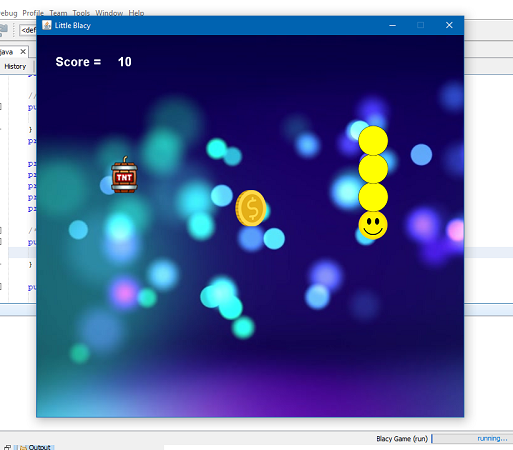 ebug Profile Team Tools Window Help
<def
Little Blacy
java
History
Score = 10
TNT
Blacy Game (run)
running...
Output